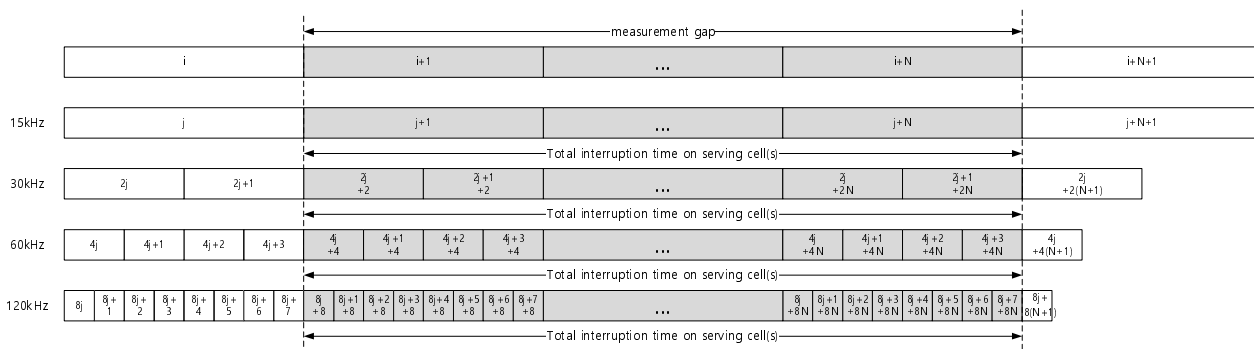 measurement gap
i
i+1
...
i+N
i+N+1
15kHz
j
j+1
...
j+N
j+N+1
Total interruption time on serving cell(s)
30kHz
2j
2j+1
2j
+2
2j+1
+2
...
2j
+2N
2j+1
+2N
2j
+2(N+1)
Total interruption time on serving cell(s)
60kHz
4j
4j+1
4j+2
4j+3
4j
+4
4j+1
+4
4j+2
+4
4j+3
+4
...
4j
+4N
4j+1
+4N
4j+2
+4N
4j+3
+4N
4j
+4(N+1)
Total interruption time on serving cell(s)
120kHz
8j
8j+
1
8j+
2
8j+
3
8j+
4
8j+
5
8j+
6
8j+
7
8j
+8
8j+1
+8
8j+2
+8
8j+3
+8
8j+4
+8
8j+5
+8
8j+6
+8
8j+7
+8
...
8j
+8N
8j+1
+8N
8j+2
+8N
8j+3
+8N
8j+4
+8N
8j+5
+8N
8j+6
+8N
8j+7
+8N
8j+
8(N+1)
Total interruption time on serving cell(s)